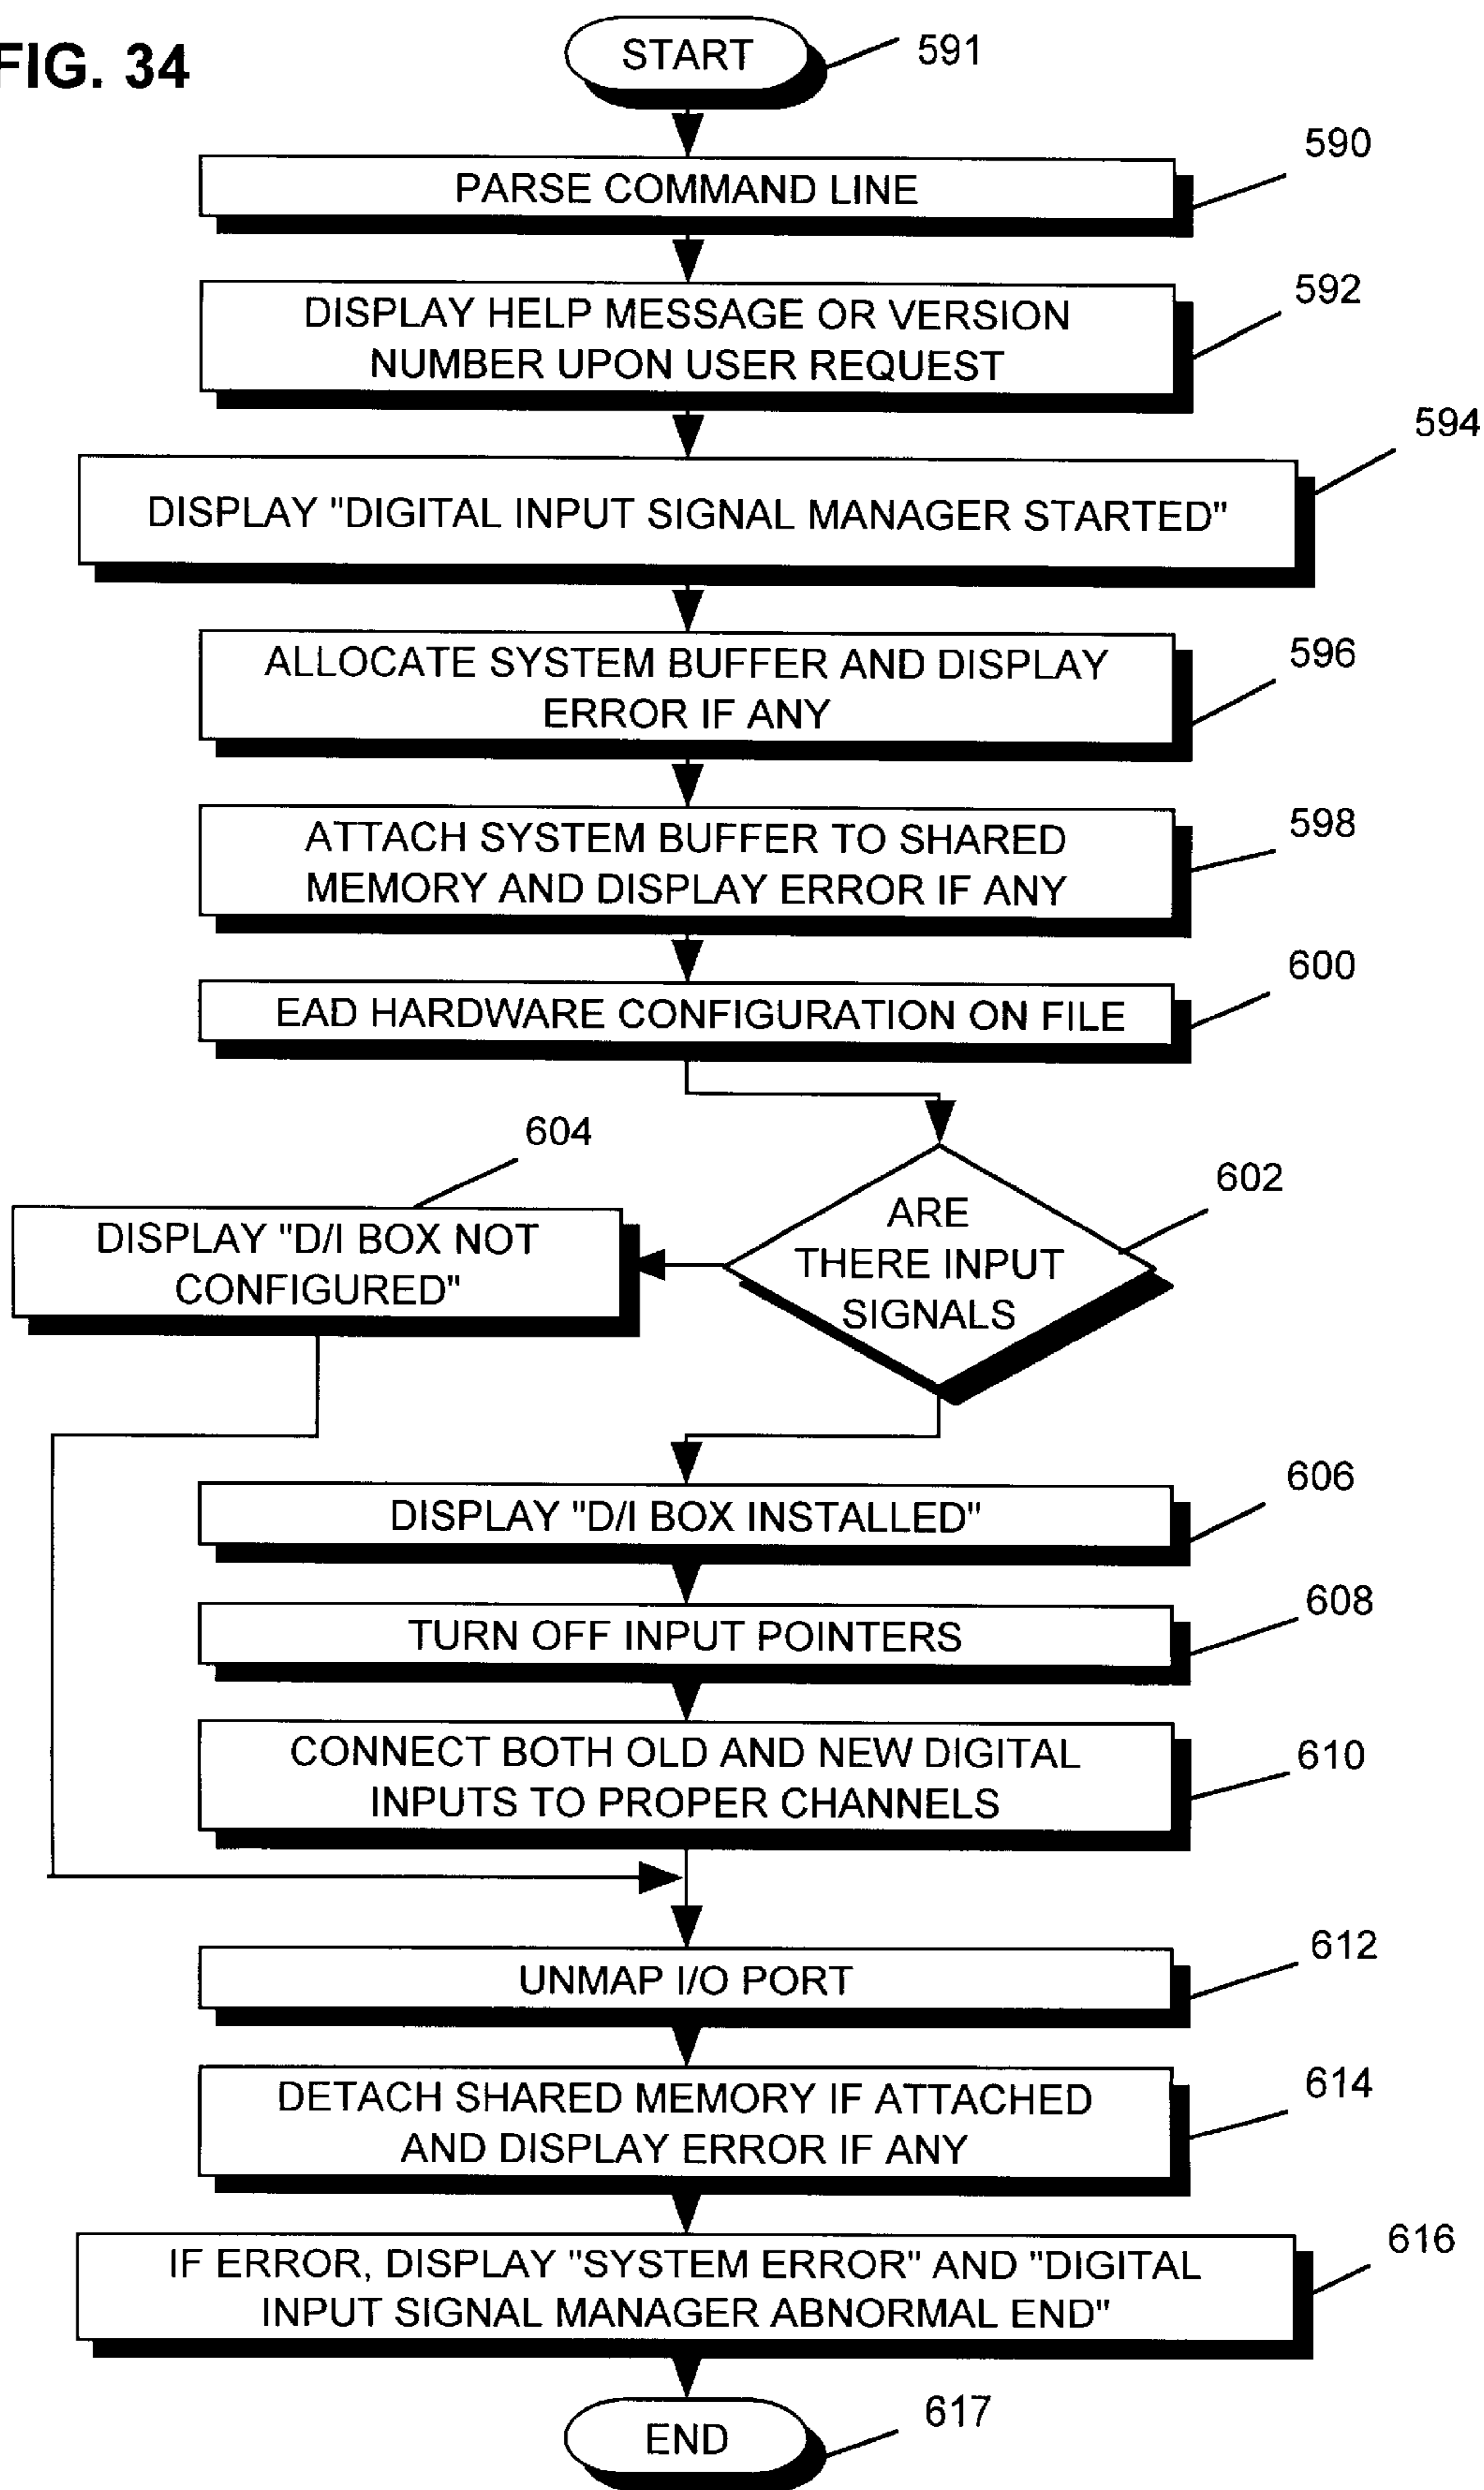 FIG. 34
START
591
590
PARSE COMMAND LINE
592
DISPLAY HELP MESSAGE OR VERSION
NUMBER UPON USER REQUEST
594
DISPLAY "DIGITAL INPUT SIGNAL MANAGER STARTED"
596
ALLOCATE SYSTEM BUFFER AND DISPLAY
ERROR IF ANY
598
ATTACH SYSTEM BUFFER TO SHARED
MEMORY AND DISPLAY ERROR IF ANY
600
EAD HARDWARE CONFIGURATION ON FILE
604
602
DISPLAY "D/I BOX NOT
CONFIGURED"
ARE
THERE INPUT
SIGNALS
606
DISPLAY "D/I BOX INSTALLED"
608
TURN OFF INPUT POINTERS
610
CONNECT BOTH OLD AND NEW DIGITAL
INPUTS TO PROPER CHANNELS
612
UNMAP I/O PORT
614
DETACH SHARED MEMORY IF ATTACHED
AND DISPLAY ERROR IF ANY
616
IF ERROR, DISPLAY "SYSTEM ERROR" AND "DIGITAL
INPUT SIGNAL MANAGER ABNORMAL END"
617
END